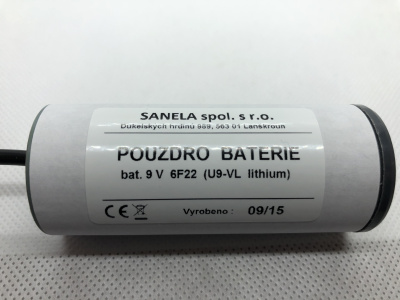 SANELA spol. s r.o.
Dukelských hrdinů 989, 563 01 Lanškroun
POUZDRO BATERIE
bat. 9 V 6F22 (U9-VL lithium)
CE Vyrobeno : 09/15